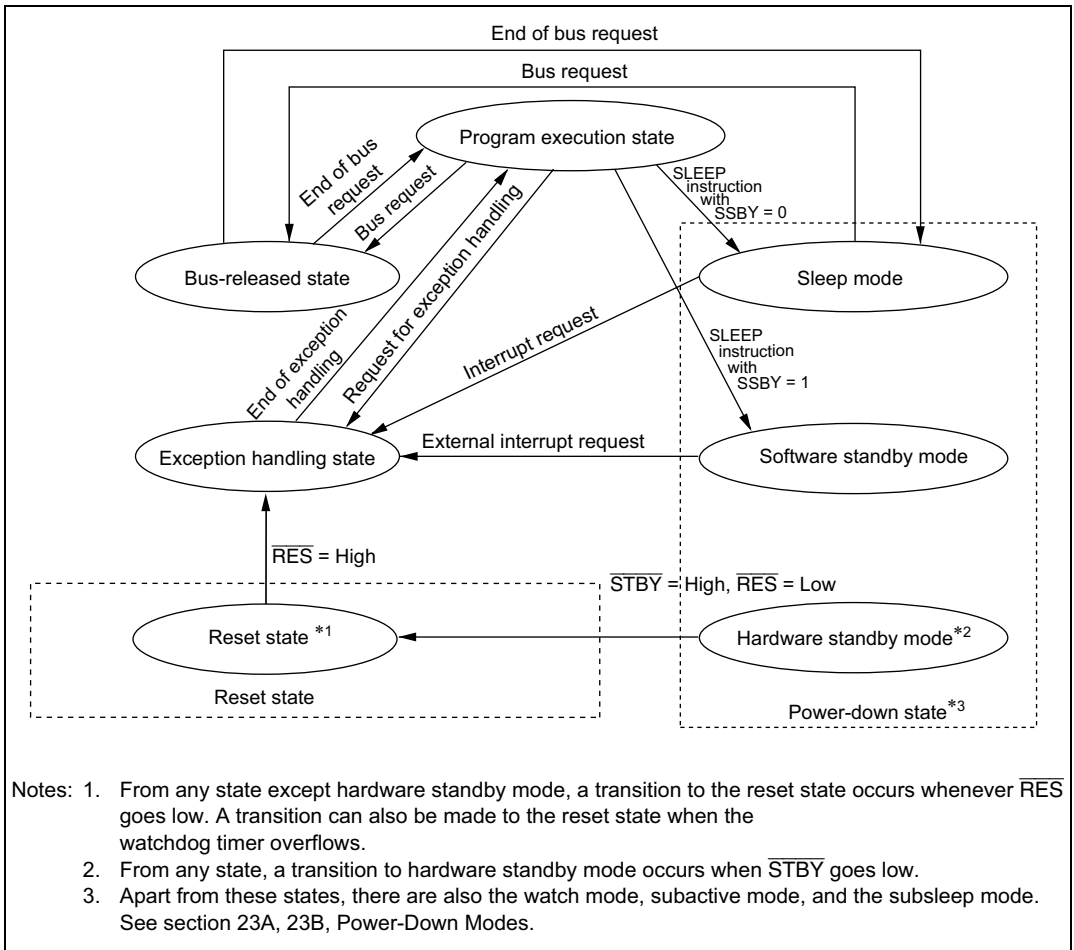 End of bus request
Bus request
Program execution state
End of bus
request
Bus request
SLEEP
instruction
with
SSBY = 0
Bus-released state
Sleep mode
End of exception
handling
Request for exception handling
Interrupt request
SLEEP
instruction
with
SSBY = 1
Exception handling state
External interrupt request
Software standby mode
R̅E̅S̅ = High
S̅T̅B̅Y̅ = High, R̅E̅S̅ = Low
Reset state *1
Hardware standby mode*2
Reset state
Power-down state*3
Notes: 1. From any state except hardware standby mode, a transition to the reset state occurs whenever R̅E̅S̅
goes low. A transition can also be made to the reset state when the
watchdog timer overflows.
2. From any state, a transition to hardware standby mode occurs when S̅T̅B̅Y̅ goes low.
3. Apart from these states, there are also the watch mode, subactive mode, and the subsleep mode.
See section 23A, 23B, Power-Down Modes.